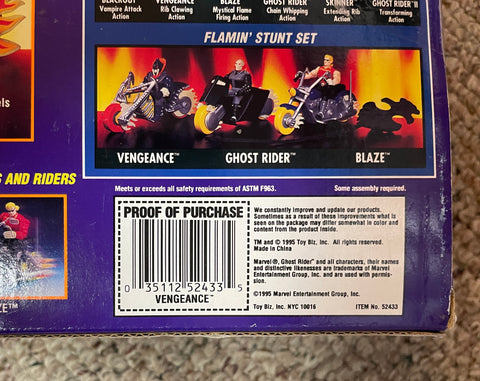 BLACKOUT VENGEANCE BLAZE GHOST RIDER SKINNER GHOST RIDER II
Vampire Attack Rib Clawing Mystical Flame Chain Whipping Extending Rib Transforming
Action Action Firing Action Action Action Action
FLAMIN' STUNT SET
els
VENGEANCE™ GHOST RIDER™ BLAZE™
S AND RIDERS
Meets or exceeds all safety requirements of ASTM F963. Some assembly required.
PROOF OF PURCHASE
0 35112 52433 5
VENGEANCE™
We constantly improve and update our products.
Sometimes as a result of these improvements what is
seen on the package may differ somewhat in color and
content from the product inside.
TM and © 1995 Toy Biz, Inc. All rights reserved.
Made in China
Marvel®, Ghost Rider™ and all characters, their names
and distinctive likenesses are trademarks of Marvel
Entertainment Group, Inc. and are used with permis-
sion.
©1995 Marvel Entertainment Group, Inc.
Toy Biz, Inc. NYC 10016 ITEM No. 52433
ZE™